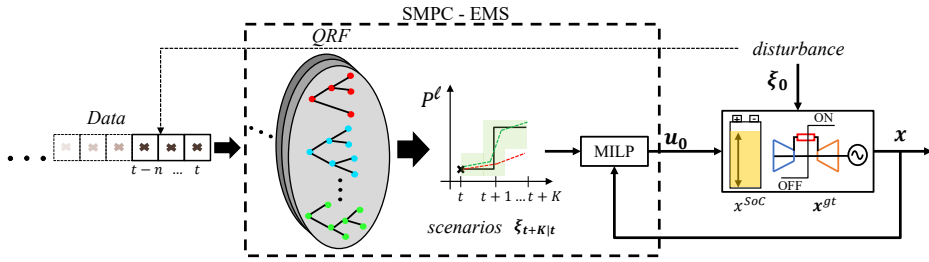 SMPC - EMS
QRF
disturbance
ξ₀
Data
Pˡ
t − n ... t
t
t + 1 ... t + K
scenarios ξₜ₊K|ₜ
MILP
u₀
+ -
ON
OFF
xˢᵒᶜ
xᵍᵗ
x